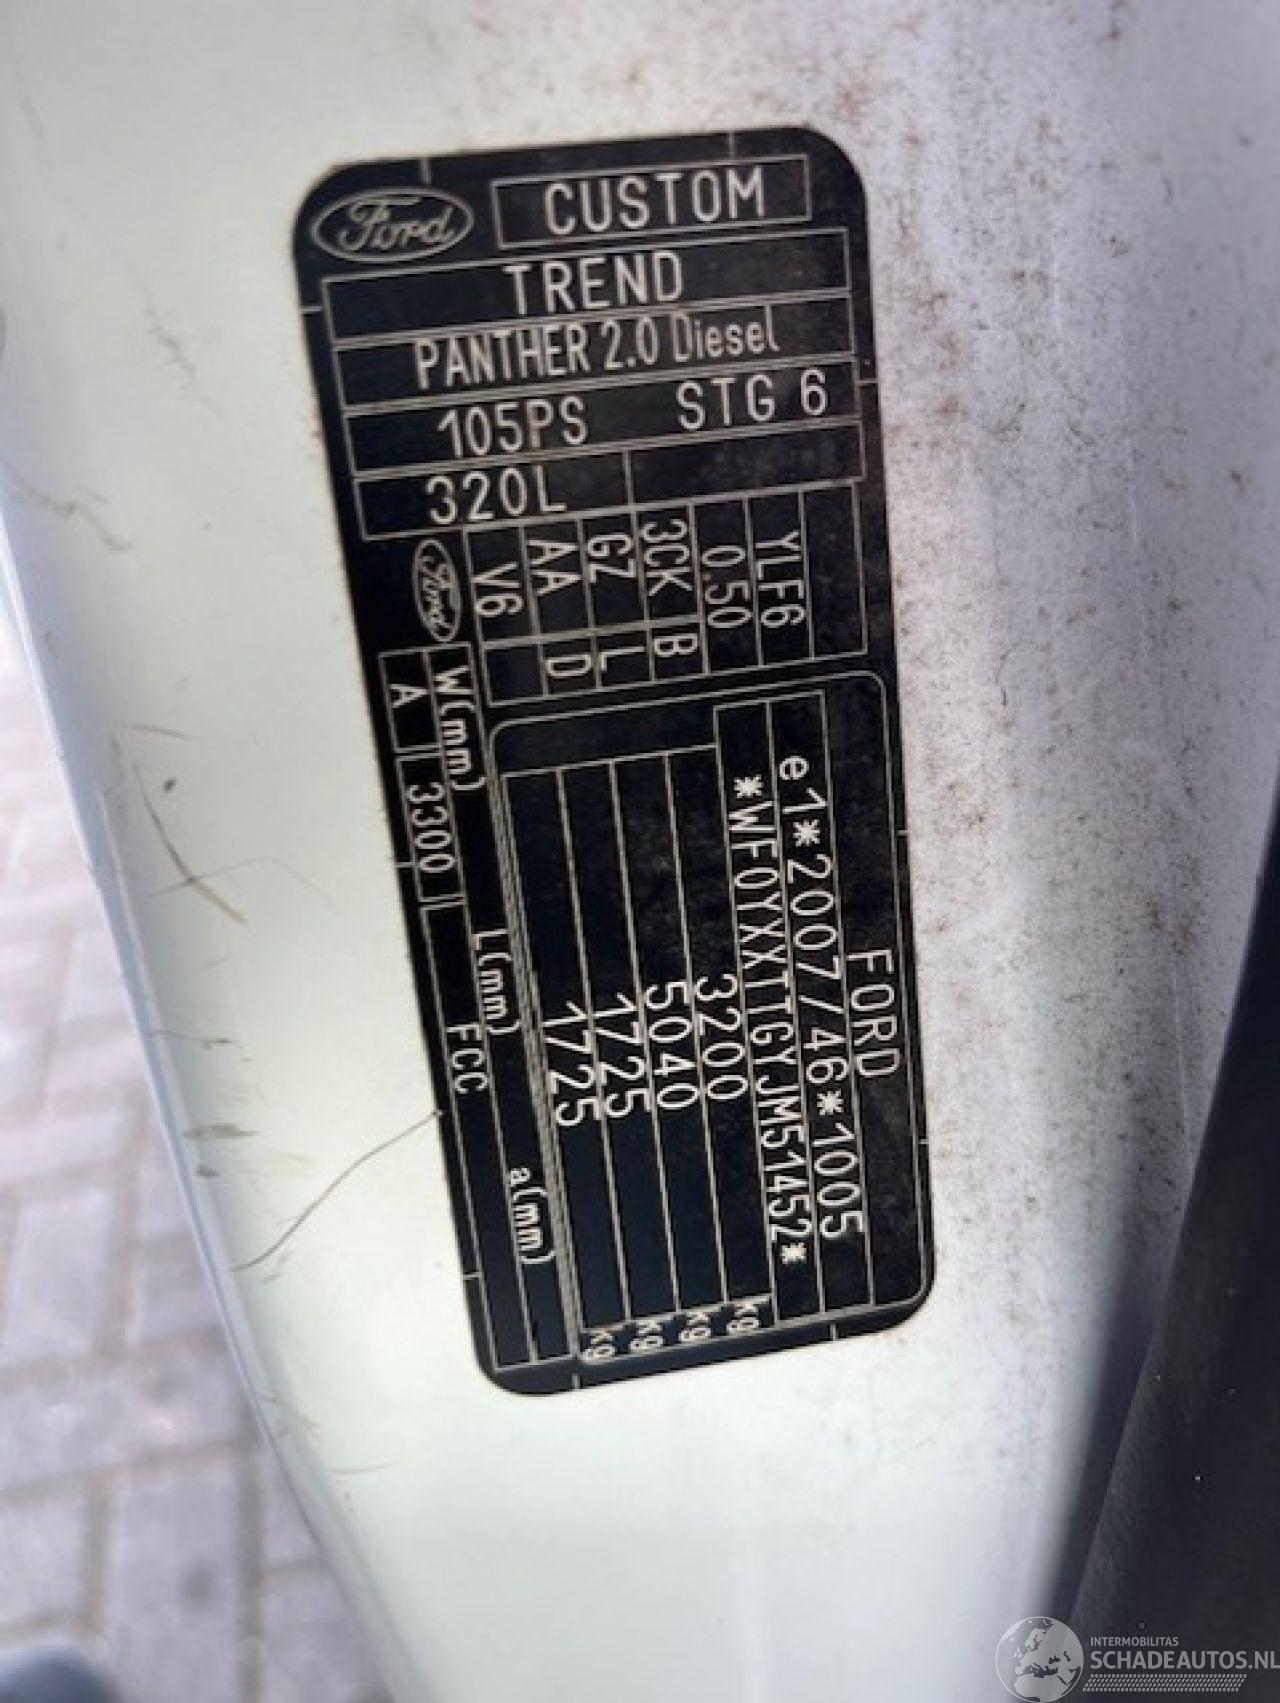 Ford
CUSTOM
TREND
PANTHER 2.0 Diesel
105PS STG 6
320L
YLF6
0.50
3CK B
GZ L
AA D
V6
Ford
FORD
e1*2007/46*1005
*WF0YXXTTGYJM51452*
3200 kg
5040 kg
1725 kg
1725 kg
W(mm) L(mm) a(mm)
A 3300 FCC
INTERMOBILITAS
SCHADEAUTOS.NL